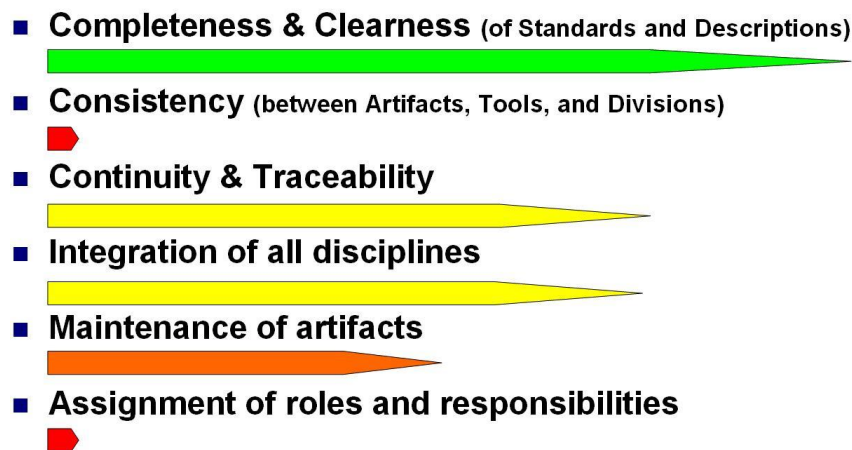 Completeness & Clearness (of Standards and Descriptions)
Consistency (between Artifacts, Tools, and Divisions)
Continuity & Traceability
Integration of all disciplines
Maintenance of artifacts
Assignment of roles and responsibilities